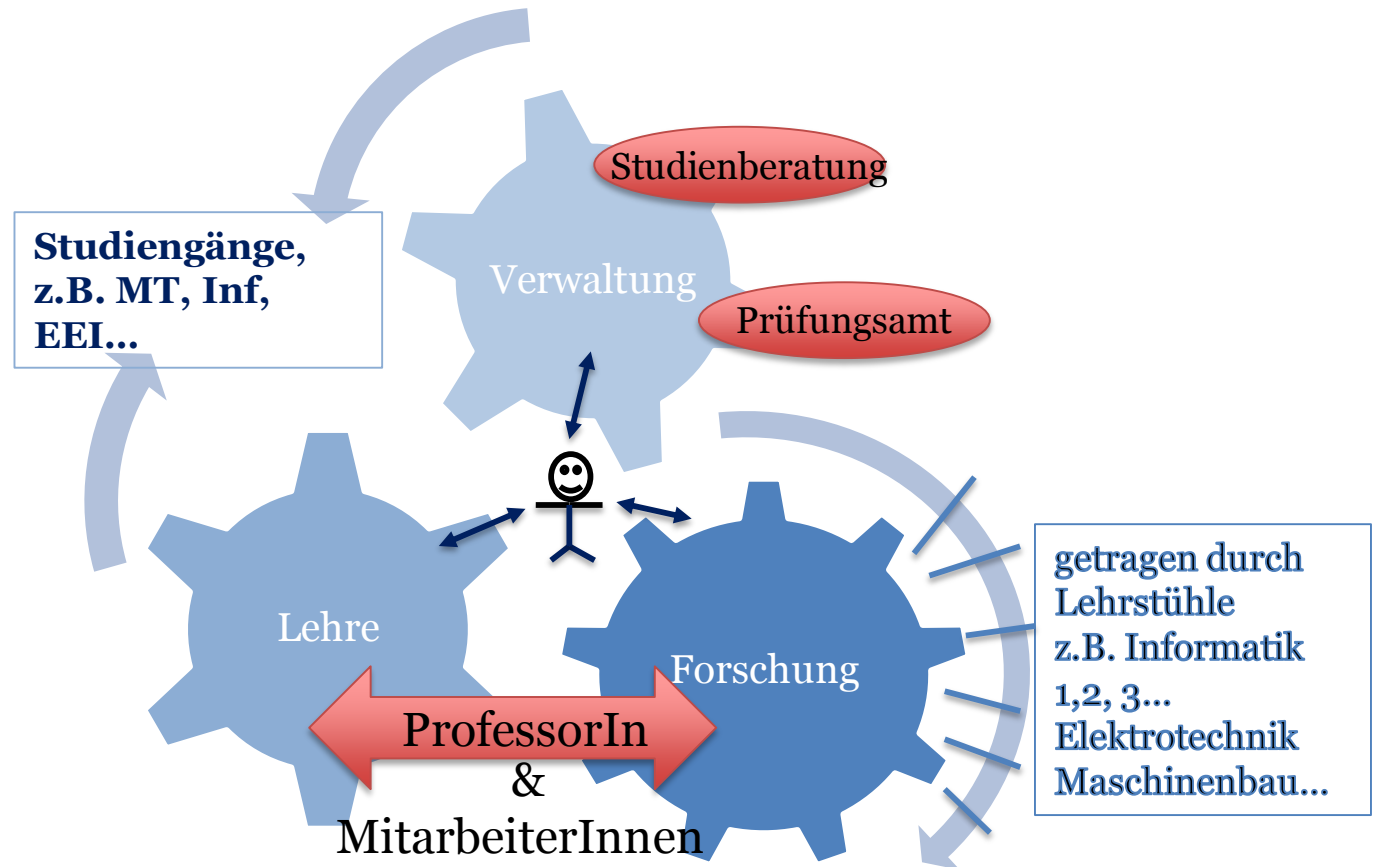 Studienberatung
Studiengänge,
z.B. MT, Inf,
EEI...
Verwaltung
Prüfungsamt
Lehre
Forschung
getragen durch
Lehrstühle
z.B. Informatik
1,2, 3...
Elektrotechnik
Maschinenbau...
ProfessorIn
&
MitarbeiterInnen